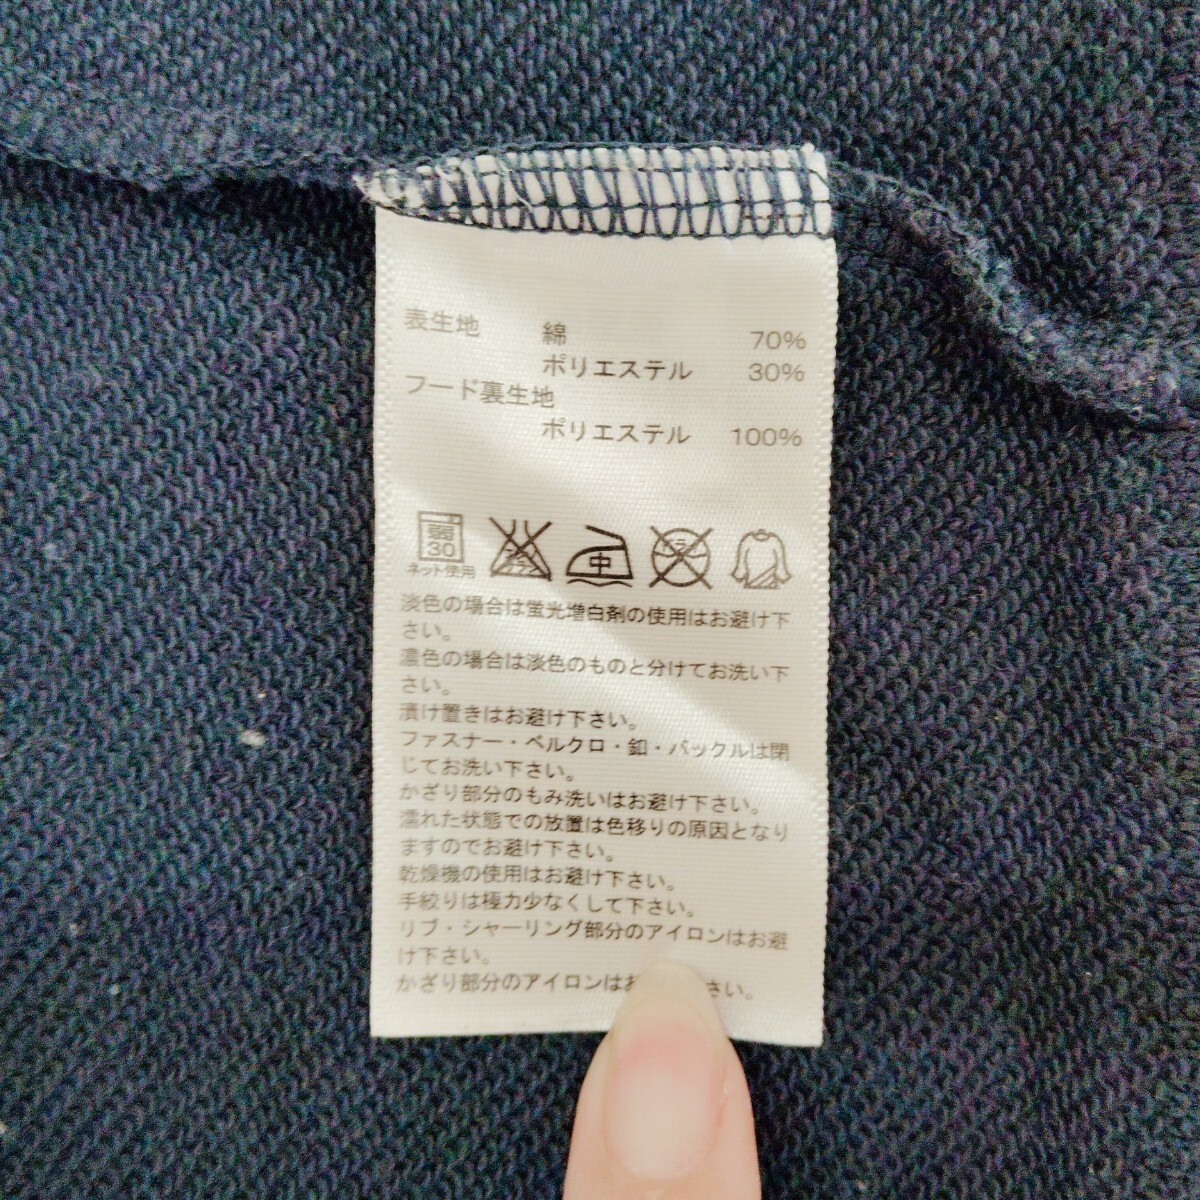 表生地 綿 70%
ポリエステル 30%
フード裏生地
ポリエステル 100%
弱
30
ネット使用
中
淡色の場合は蛍光増白剤の使用はお避け下
さい。
濃色の場合は淡色のものと分けてお洗い下
さい。
漬け置きはお避け下さい。
ファスナー・ベルクロ・釦・バックルは閉
じてお洗い下さい。
かざり部分のもみ洗いはお避け下さい。
濡れた状態での放置は色移りの原因となり
ますのでお避け下さい。
乾燥機の使用はお避け下さい。
手絞りは極力少なくして下さい。
リブ・シャーリング部分のアイロンはお避
け下さい。
かざり部分のアイロンはお さい。